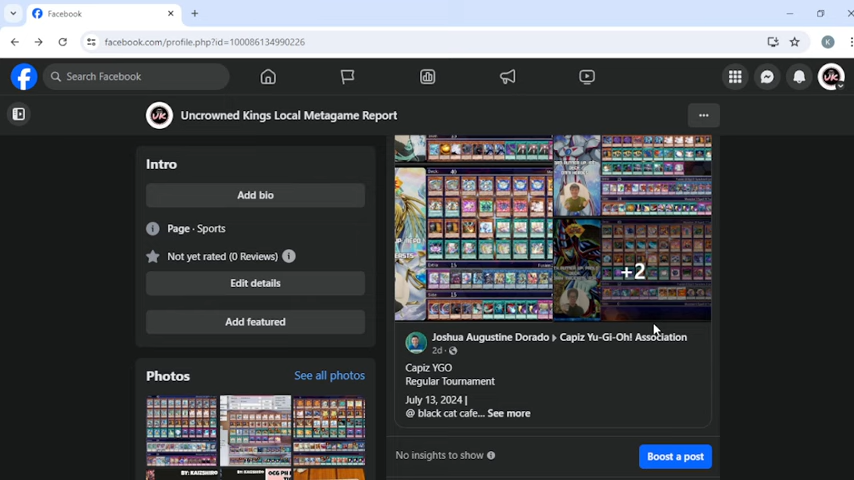 Facebook
facebook.com/profile.php?id=100086134990226
K
Search Facebook
Uncrowned Kings Local Metagame Report
Intro
Add bio
Page · Sports
Not yet rated (0 Reviews)
Edit details
Add featured
Photos
See all photos
+2
Joshua Augustine Dorado ▸ Capiz Yu-Gi-Oh! Association
2d ·
Capiz YGO
Regular Tournament
July 13, 2024 |
@ black cat cafe... See more
No insights to show
Boost a post